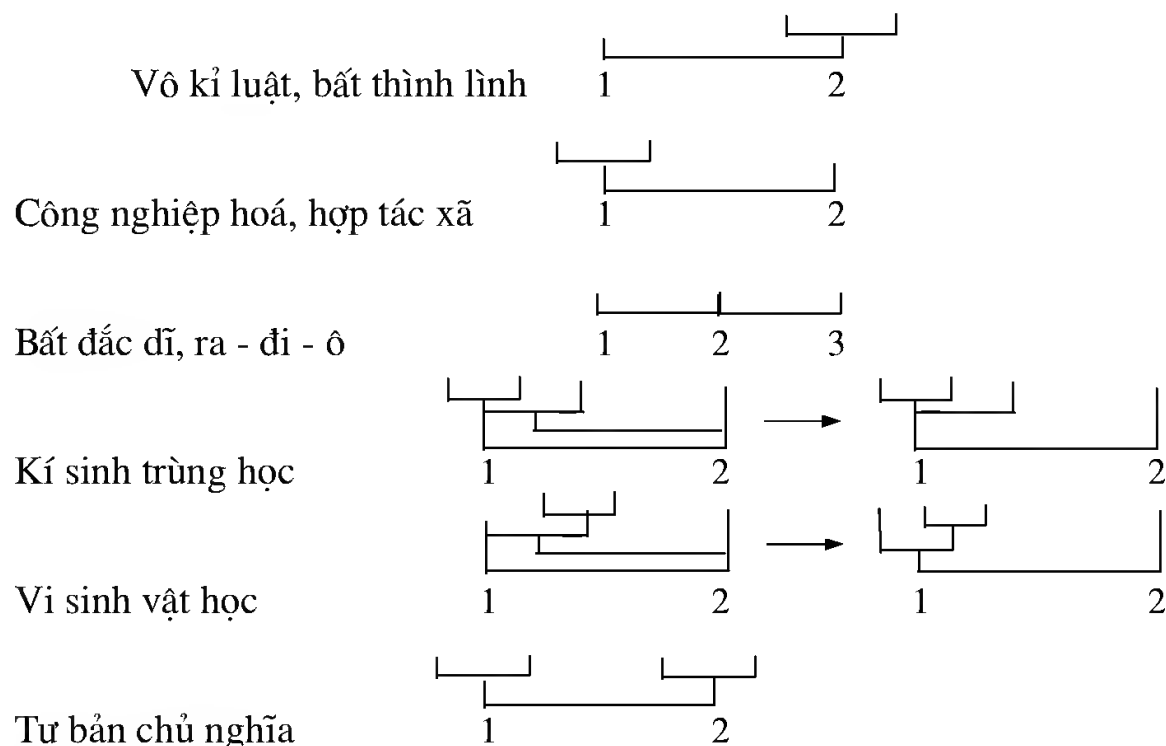 Vô kỉ luật, bất thình lình 1 2
Công nghiệp hoá, hợp tác xã 1 2
Bất đắc dĩ, ra - đi - ô 1 2 3
Kí sinh trùng học 1 2 1 2
Vi sinh vật học 1 2 1 2
Tư bản chủ nghĩa 1 2